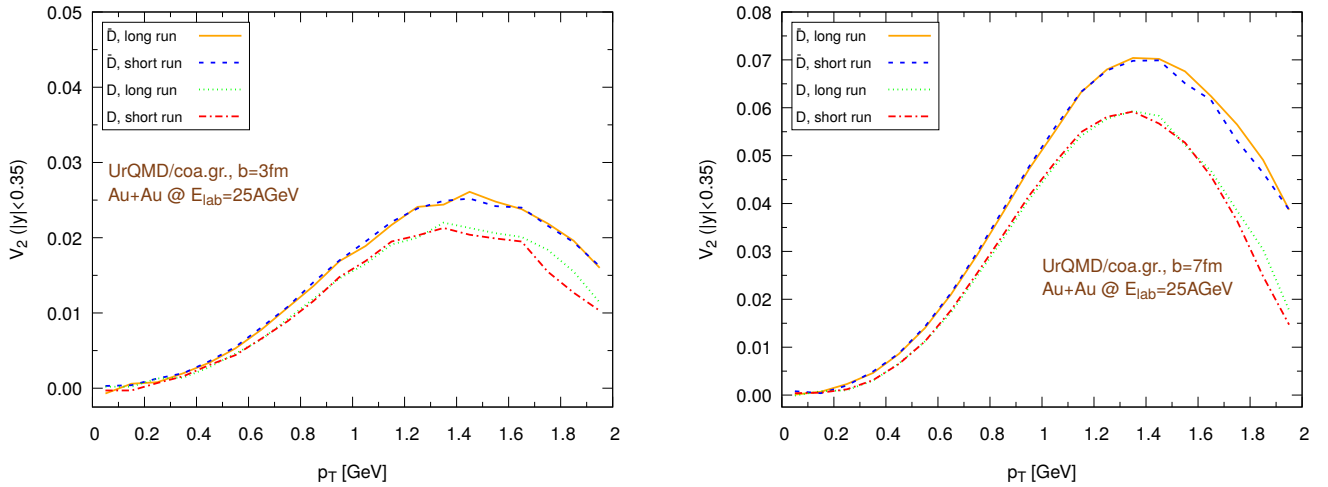 0.05
0.04
0.03
0.02
0.01
0.00
V₂ (|y|<0.35)
D̄, long run
D̄, short run
D, long run
D, short run
UrQMD/coa.gr., b=3fm
Au+Au @ E_lab=25AGeV
0 0.2 0.4 0.6 0.8 1 1.2 1.4 1.6 1.8 2
p_T [GeV]
0.08
0.07
0.06
0.05
0.04
0.03
0.02
0.01
0.00
V₂ (|y|<0.35)
D̄, long run
D̄, short run
D, long run
D, short run
UrQMD/coa.gr., b=7fm
Au+Au @ E_lab=25AGeV
0 0.2 0.4 0.6 0.8 1 1.2 1.4 1.6 1.8 2
p_T [GeV]